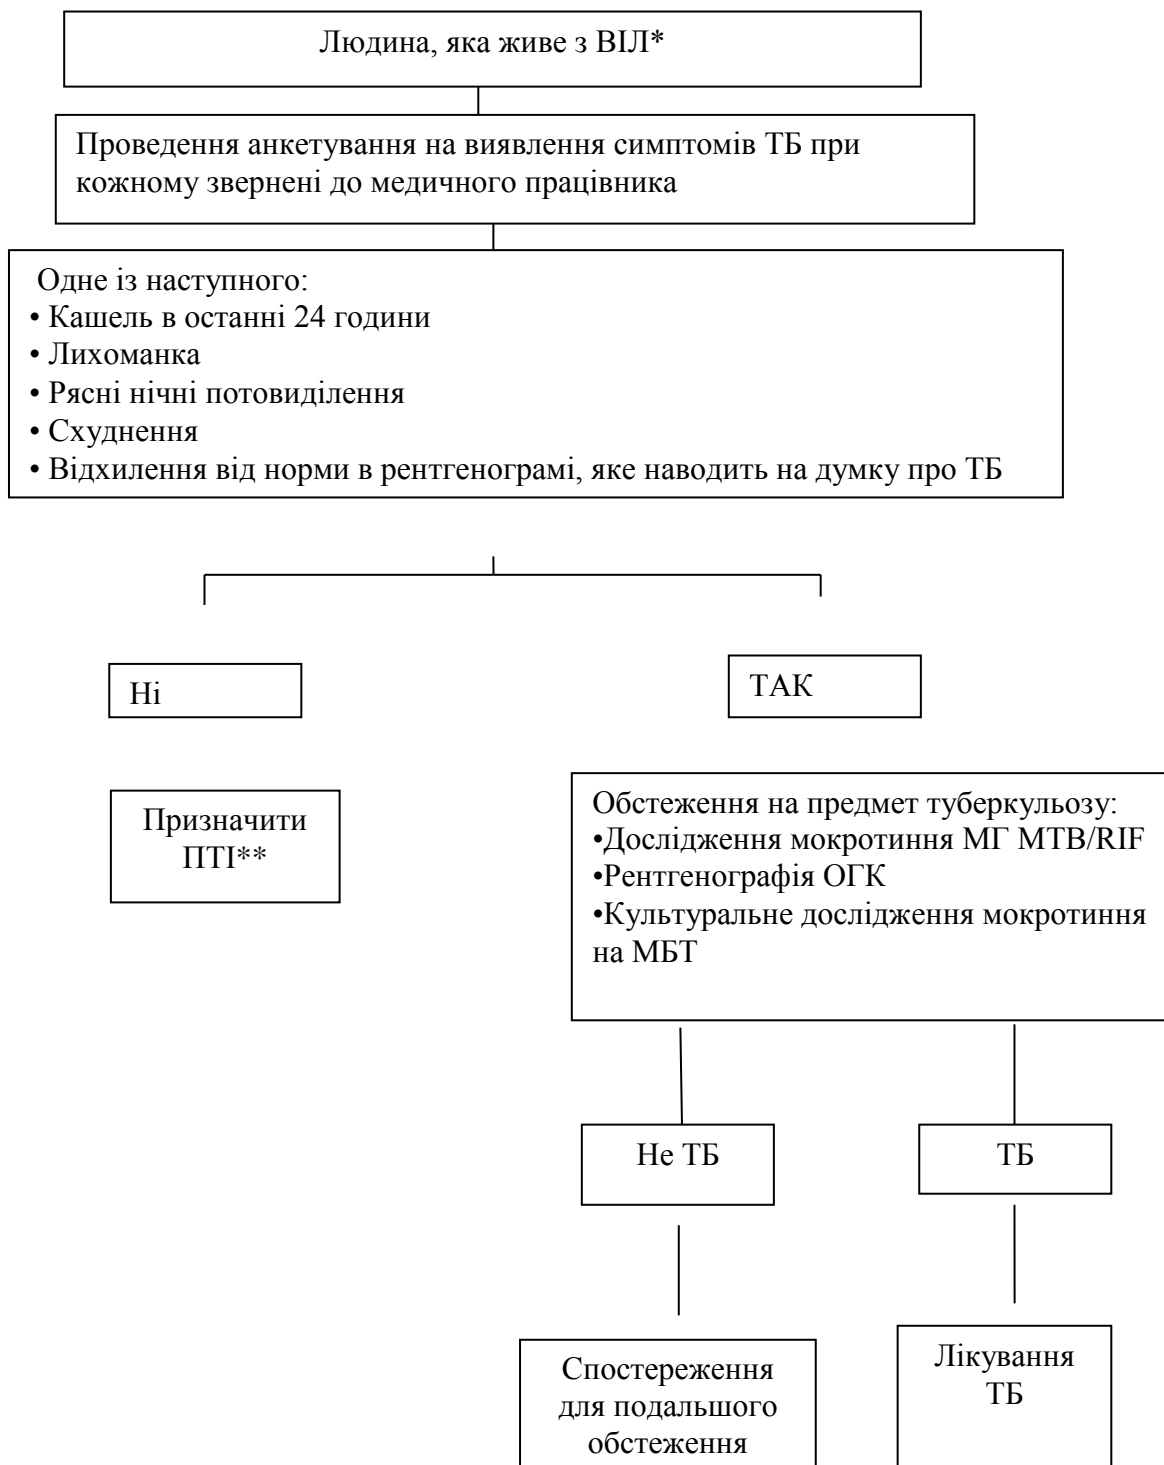 Людина, яка живе з ВІЛ*
Проведення анкетування на виявлення симптомів ТБ при
кожному звернені до медичного працівника
Одне із наступного:
• Кашель в останні 24 години
• Лихоманка
• Рясні нічні потовиділення
• Схуднення
• Відхилення від норми в рентгенограмі, яке наводить на думку про ТБ
Ні
ТАК
Призначити
ПТІ**
Обстеження на предмет туберкульозу:
•Дослідження мокротиння МГ МТВ/RIF
•Рентгенографія ОГК
•Культуральне дослідження мокротиння
на МБТ
Не ТБ
ТБ
Спостереження
для подальшого
обстеження
Лікування
ТБ